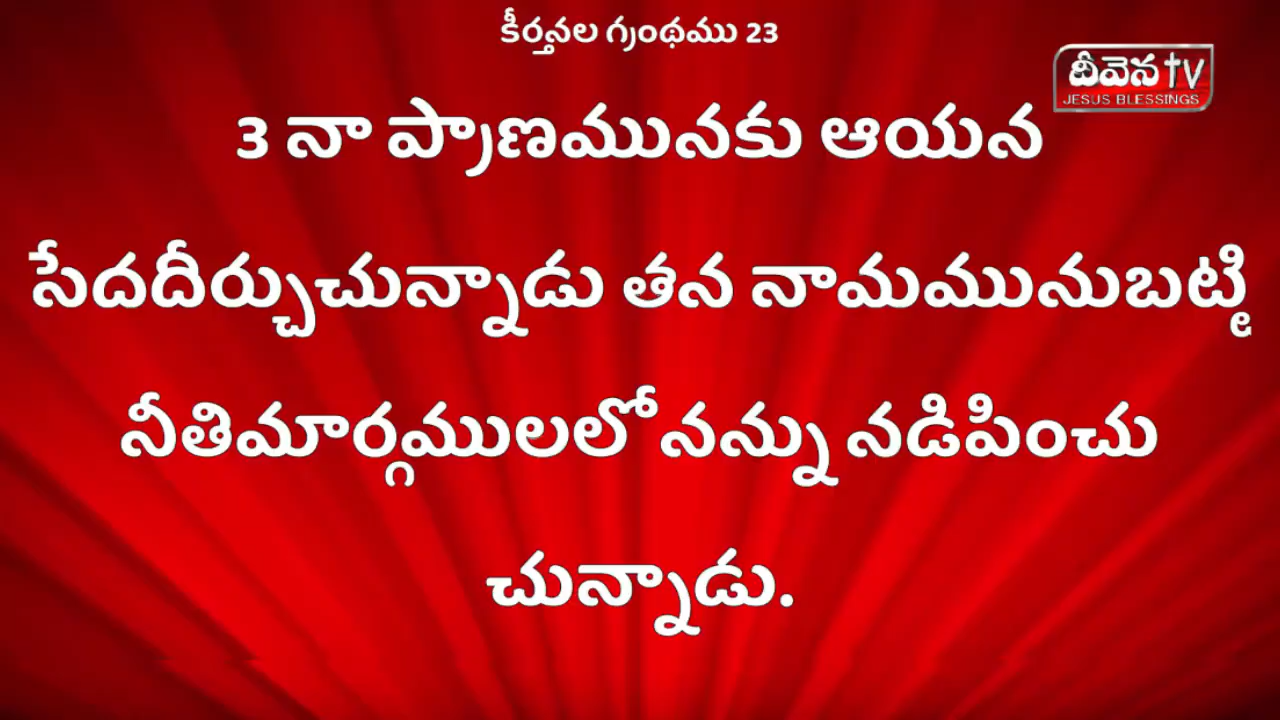 కీర్తనల గ్రంథము 23
దీవెన tv
JESUS BLESSINGS
3 నా ప్రాణమునకు ఆయన
సేదదీర్చుచున్నాడు తన నామమునుబట్టి
నీతిమార్గములలో నన్ను నడిపించు
చున్నాడు.